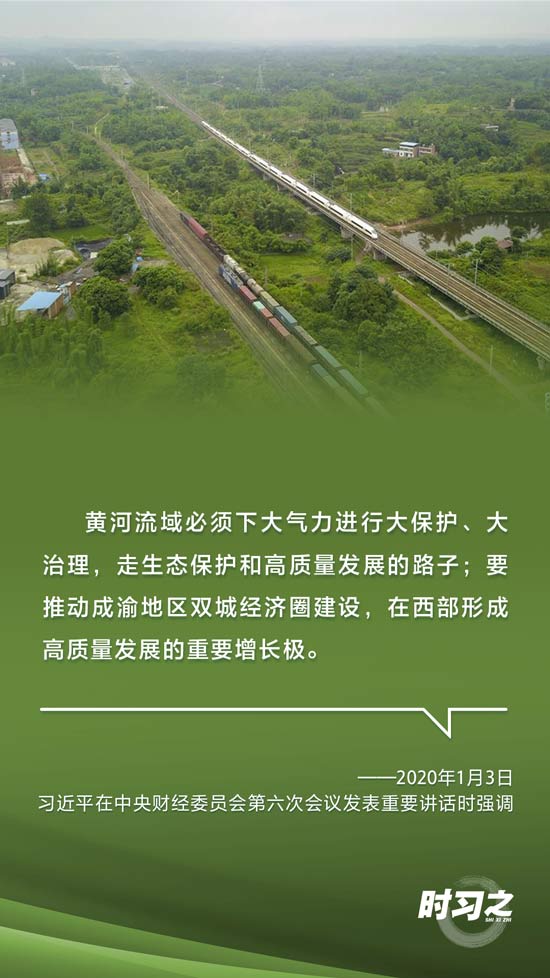 黄河流域必须下大气力进行大保护、大
治理，走生态保护和高质量发展的路子；要
推动成渝地区双城经济圈建设，在西部形成
高质量发展的重要增长极。
——2020年1月3日
习近平在中央财经委员会第六次会议发表重要讲话时强调
时习之
SHI XI ZHI